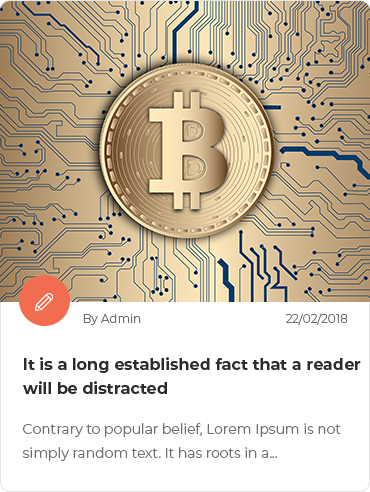 By Admin 22/02/2018
It is a long established fact that a reader
will be distracted
Contrary to popular belief, Lorem Ipsum is not
simply random text. It has roots in a...